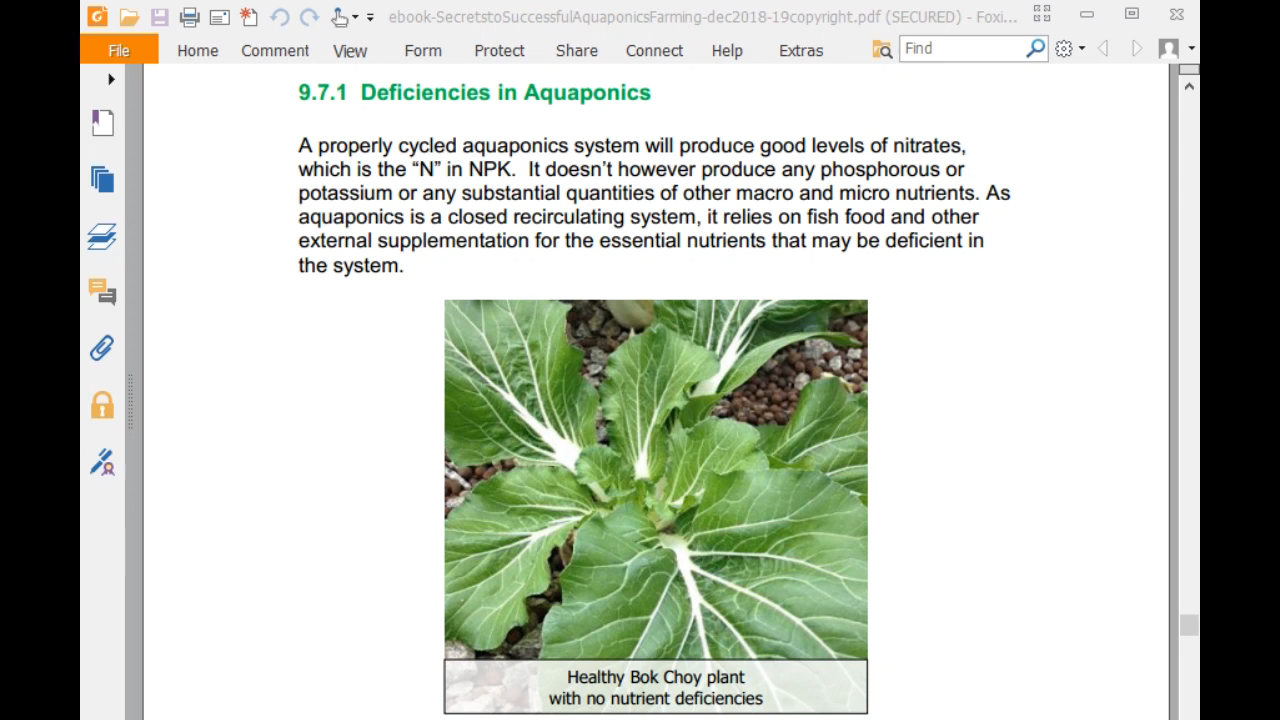 ebook-SecretstoSuccessfulAquaponicsFarming-dec2018-19copyright.pdf (SECURED) - Foxi...
File Home Comment View Form Protect Share Connect Help Extras Find
9.7.1 Deficiencies in Aquaponics
A properly cycled aquaponics system will produce good levels of nitrates,
which is the “N” in NPK. It doesn’t however produce any phosphorous or
potassium or any substantial quantities of other macro and micro nutrients. As
aquaponics is a closed recirculating system, it relies on fish food and other
external supplementation for the essential nutrients that may be deficient in
the system.
Healthy Bok Choy plant
with no nutrient deficiencies